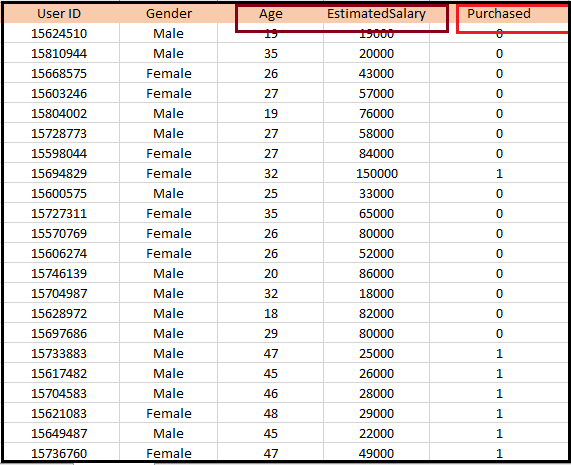 User ID Gender Age EstimatedSalary Purchased
15624510 Male 19 19000 0
15810944 Male 35 20000 0
15668575 Female 26 43000 0
15603246 Female 27 57000 0
15804002 Male 19 76000 0
15728773 Male 27 58000 0
15598044 Female 27 84000 0
15694829 Female 32 150000 1
15600575 Male 25 33000 0
15727311 Female 35 65000 0
15570769 Female 26 80000 0
15606274 Female 26 52000 0
15746139 Male 20 86000 0
15704987 Male 32 18000 0
15628972 Male 18 82000 0
15697686 Male 29 80000 0
15733883 Male 47 25000 1
15617482 Male 45 26000 1
15704583 Male 46 28000 1
15621083 Female 48 29000 1
15649487 Male 45 22000 1
15736760 Female 47 49000 1